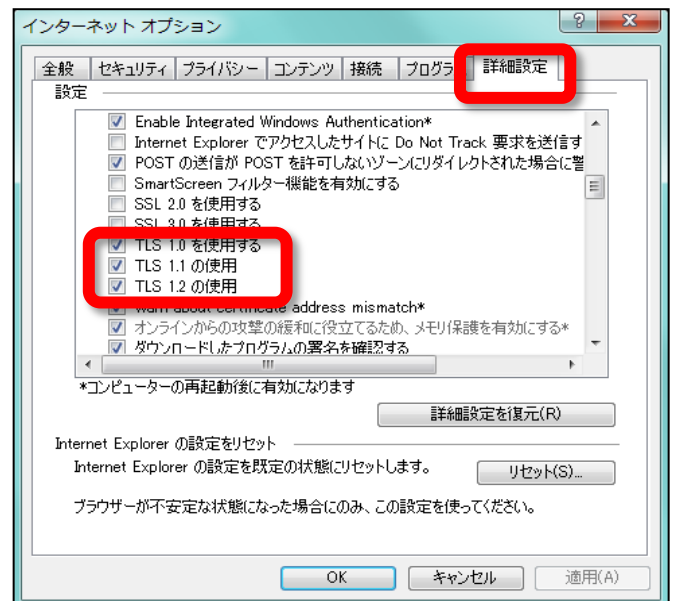 インターネット オプション
全般 セキュリティ プライバシー コンテンツ 接続 プログラ 詳細設定
設定
Enable Integrated Windows Authentication*
Internet Explorer でアクセスしたサイトに Do Not Track 要求を送信す
POST の送信が POST を許可しないゾーンにリダイレクトされた場合に警
SmartScreen フィルター機能を有効にする
SSL 2.0 を使用する
SSL 3.0 を使用する
TLS 1.0 を使用する
TLS 1.1 の使用
TLS 1.2 の使用
Warn about certificate address mismatch*
オンラインからの攻撃の緩和に役立てるため、メモリ保護を有効にする*
ダウンロードしたプログラムの署名を確認する
*コンピューターの再起動後に有効になります
詳細設定を復元(R)
Internet Explorer の設定をリセット
Internet Explorer の設定を既定の状態にリセットします。
リセット(S)...
ブラウザーが不安定な状態になった場合にのみ、この設定を使ってください。
OK キャンセル 適用(A)